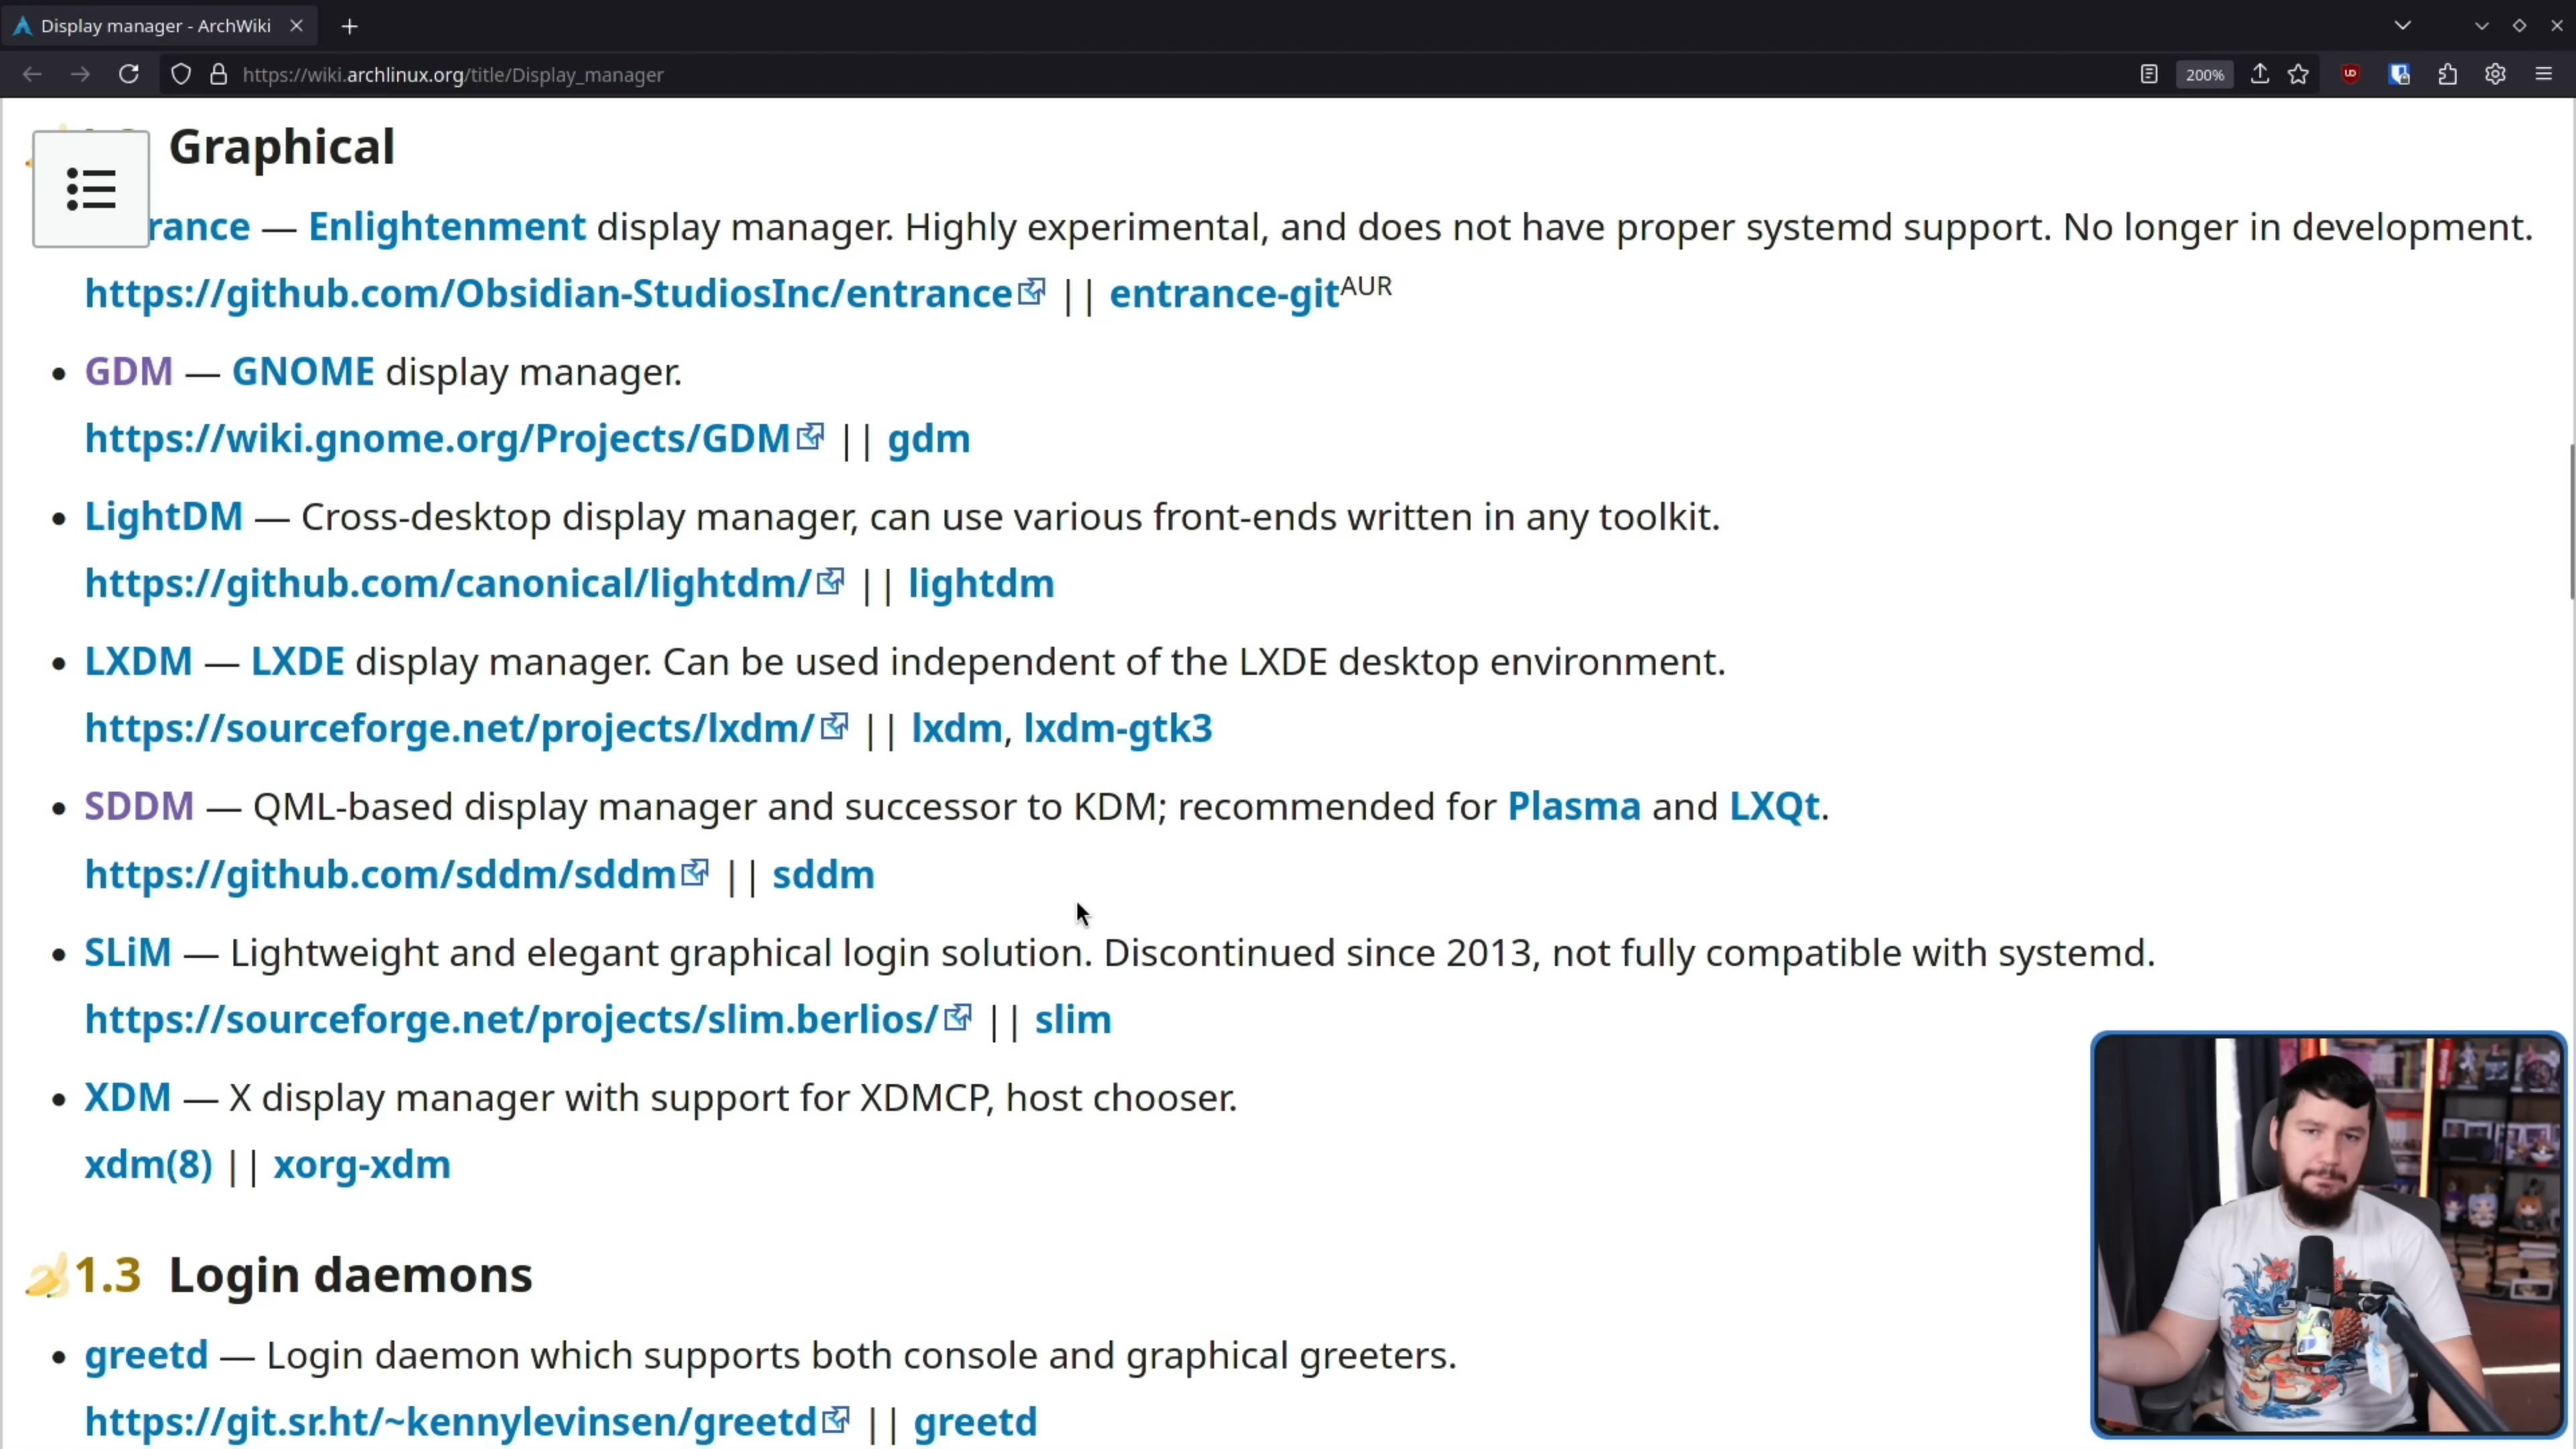 Display manager - ArchWiki
https://wiki.archlinux.org/title/Display_manager
200%
Graphical
rance — Enlightenment display manager. Highly experimental, and does not have proper systemd support. No longer in development.
https://github.com/Obsidian-StudiosInc/entrance || entrance-gitAUR
• GDM — GNOME display manager.
https://wiki.gnome.org/Projects/GDM || gdm
• LightDM — Cross-desktop display manager, can use various front-ends written in any toolkit.
https://github.com/canonical/lightdm/ || lightdm
• LXDM — LXDE display manager. Can be used independent of the LXDE desktop environment.
https://sourceforge.net/projects/lxdm/ || lxdm, lxdm-gtk3
• SDDM — QML-based display manager and successor to KDM; recommended for Plasma and LXQt.
https://github.com/sddm/sddm || sddm
• SLiM — Lightweight and elegant graphical login solution. Discontinued since 2013, not fully compatible with systemd.
https://sourceforge.net/projects/slim.berlios/ || slim
• XDM — X display manager with support for XDMCP, host chooser.
xdm(8) || xorg-xdm
1.3 Login daemons
• greetd — Login daemon which supports both console and graphical greeters.
https://git.sr.ht/~kennylevinsen/greetd || greetd